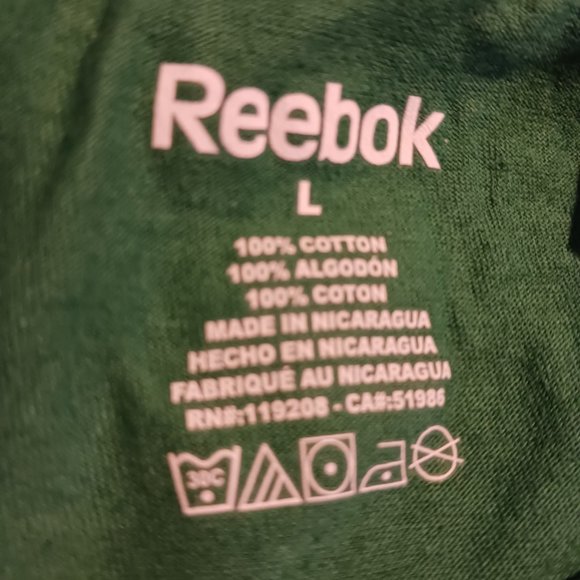 Reebok
L
100% COTTON
100% ALGODÓN
100% COTON
MADE IN NICARAGUA
HECHO EN NICARAGUA
FABRIQUÉ AU NICARAGUA
RN#:119208 - CA#:51986
30C